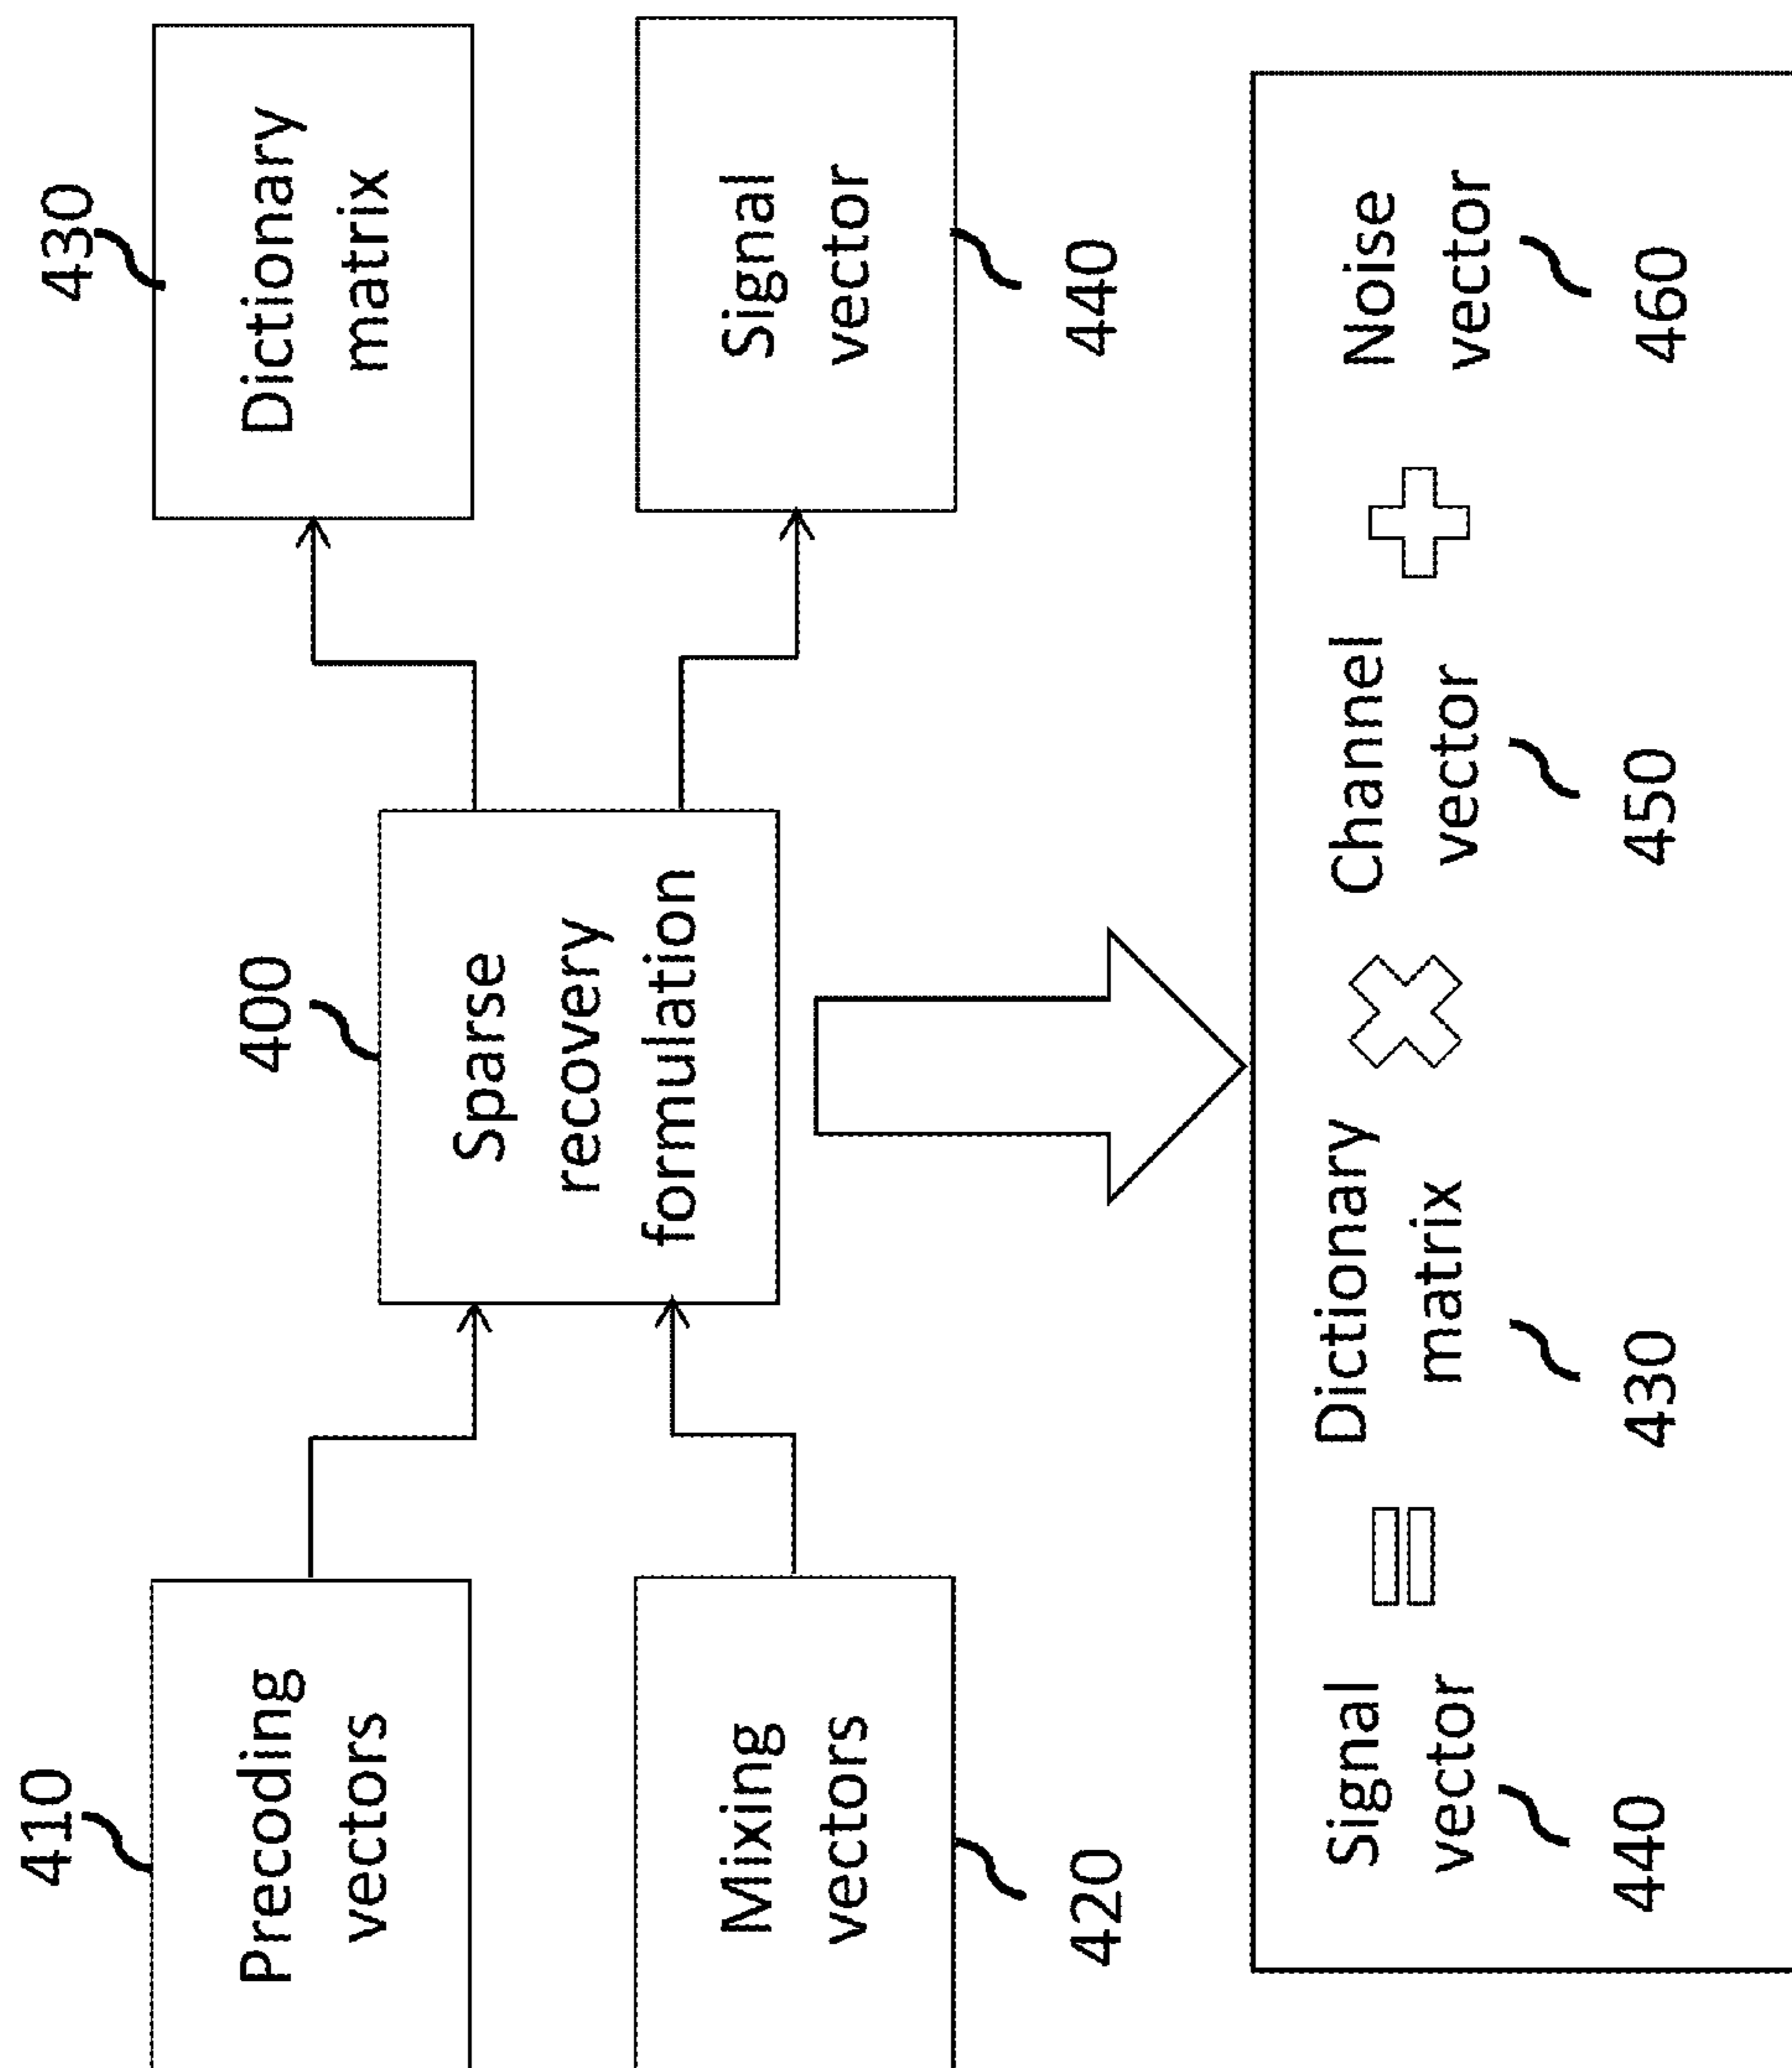 410
Precoding
vectors
Mixing
vectors
420
400
Sparse
recovery
formulation
430
Dictionary
matrix
Signal
vector
440
Signal
vector
440
Dictionary
matrix
430
Channel
vector
450
Noise
vector
460